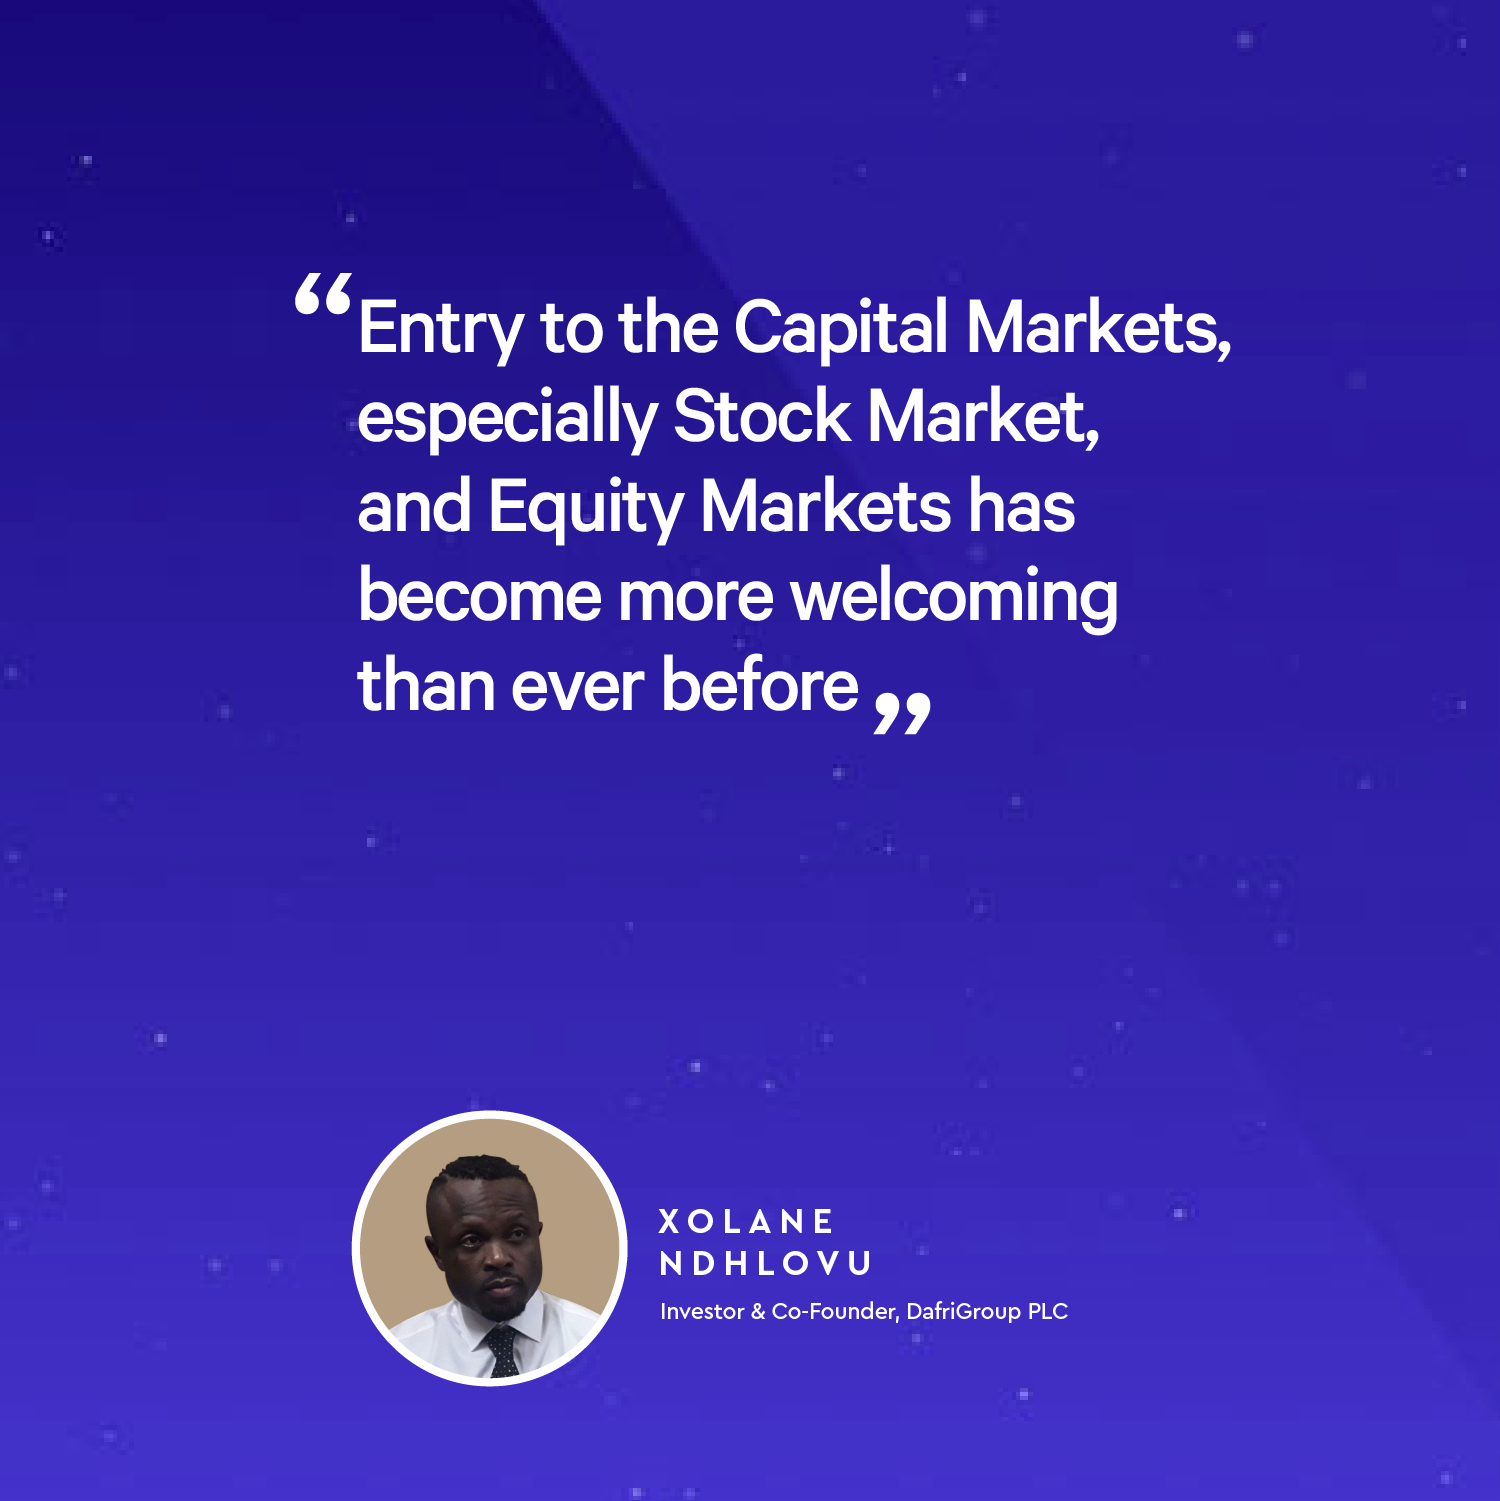 “Entry to the Capital Markets,
especially Stock Market,
and Equity Markets has
become more welcoming
than ever before”
XOLANE
NDHLOVU
Investor & Co-Founder, DafriGroup PLC